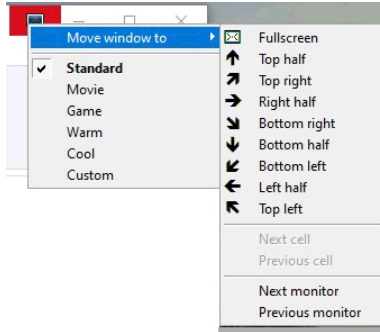 Move window to
Standard
Movie
Game
Warm
Cool
Custom
Fullscreen
Top half
Top right
Right half
Bottom right
Bottom half
Bottom left
Left half
Top left
Next cell
Previous cell
Next monitor
Previous monitor